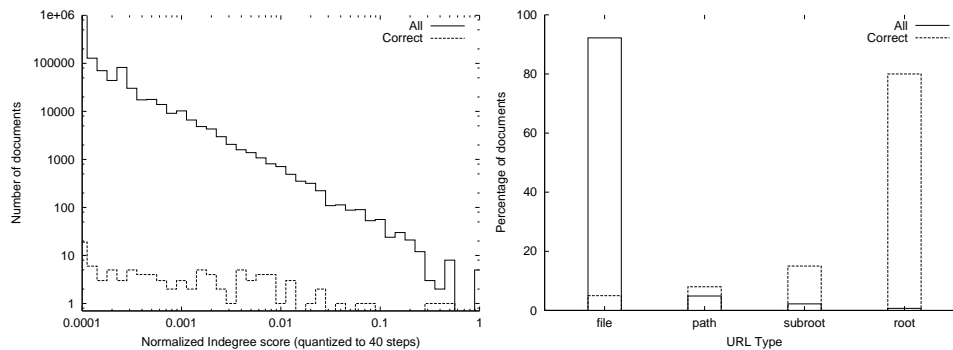 1e+06
100000
10000
1000
100
10
1
0.0001
0.001
0.01
0.1
1
Number of documents
Normalized Indegree score (quantized to 40 steps)
All
Correct
100
80
60
40
20
0
file
path
subroot
root
Percentage of documents
URL Type
All
Correct